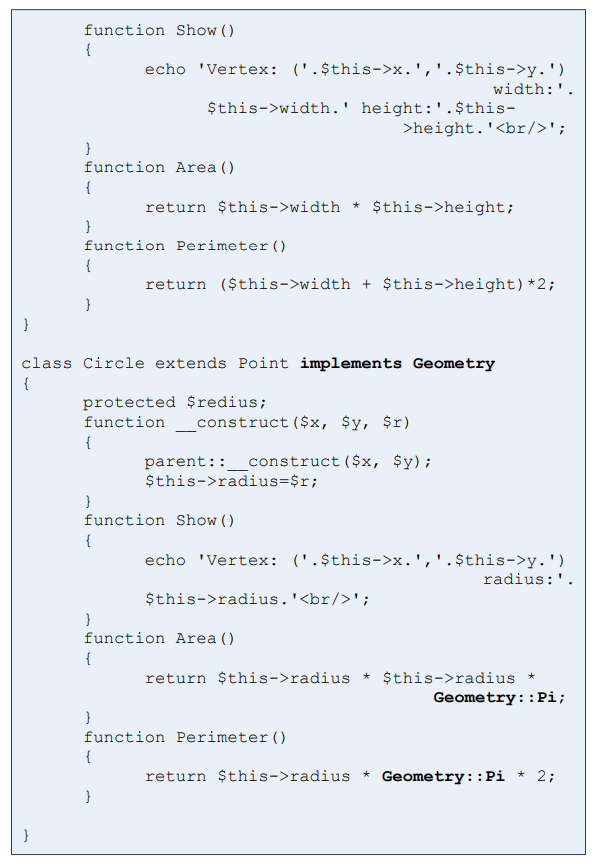 function Show()
{
echo 'Vertex: ('.$this->x.','.$this->y.')
width:'.
$this->width.' height:'.$this-
>height.'<br/>';
}
function Area()
{
return $this->width * $this->height;
}
function Perimeter()
{
return ($this->width + $this->height)*2;
}
}
class Circle extends Point implements Geometry
{
protected $redius;
function __construct($x, $y, $r)
{
parent::__construct($x, $y);
$this->radius=$r;
}
function Show()
{
echo 'Vertex: ('.$this->x.','.$this->y.')
radius:'.
$this->radius.'<br/>';
}
function Area()
{
return $this->radius * $this->radius *
Geometry::Pi;
}
function Perimeter()
{
return $this->radius * Geometry::Pi * 2;
}
}